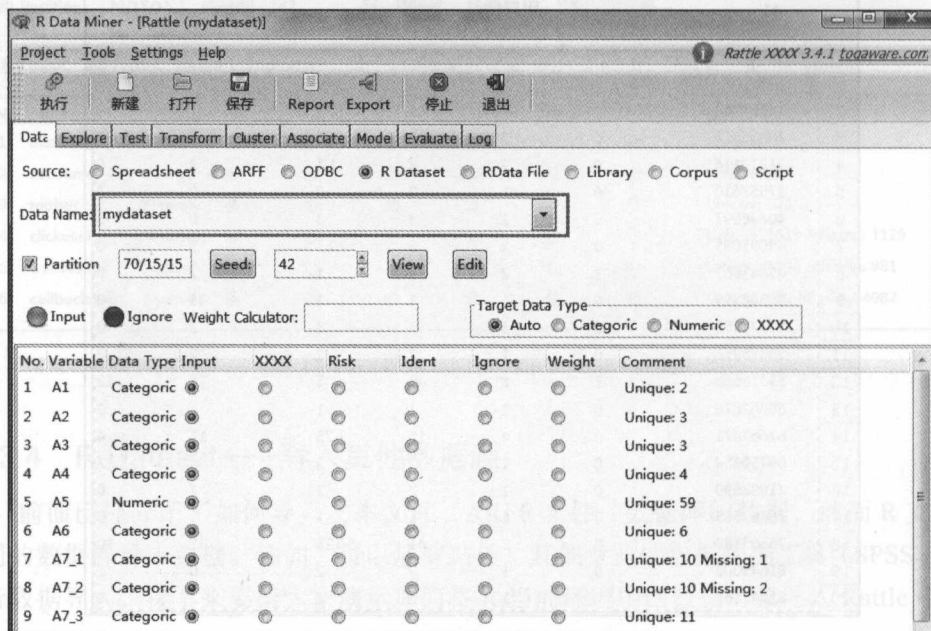 R Data Miner - [Rattle (mydataset)]
Project Tools Settings Help Rattle XXXX 3.4.1 togaware.com
执行 新建 打开 保存 Report Export 停止 退出
Data Explore Test Transform Cluster Associate Mode Evaluate Log
Source: Spreadsheet ARFF ODBC R Dataset RData File Library Corpus Script
Data Name: mydataset
Partition 70/15/15 Seed: 42 View Edit
Input Ignore Weight Calculator: Target Data Type
Auto Categoric Numeric XXXX
No. Variable Data Type Input XXXX Risk Ident Ignore Weight Comment
1 A1 Categoric Unique: 2
2 A2 Categoric Unique: 3
3 A3 Categoric Unique: 3
4 A4 Categoric Unique: 4
5 A5 Numeric Unique: 59
6 A6 Categoric Unique: 6
7 A7_1 Categoric Unique: 10 Missing: 1
8 A7_2 Categoric Unique: 10 Missing: 2
9 A7_3 Categoric Unique: 11